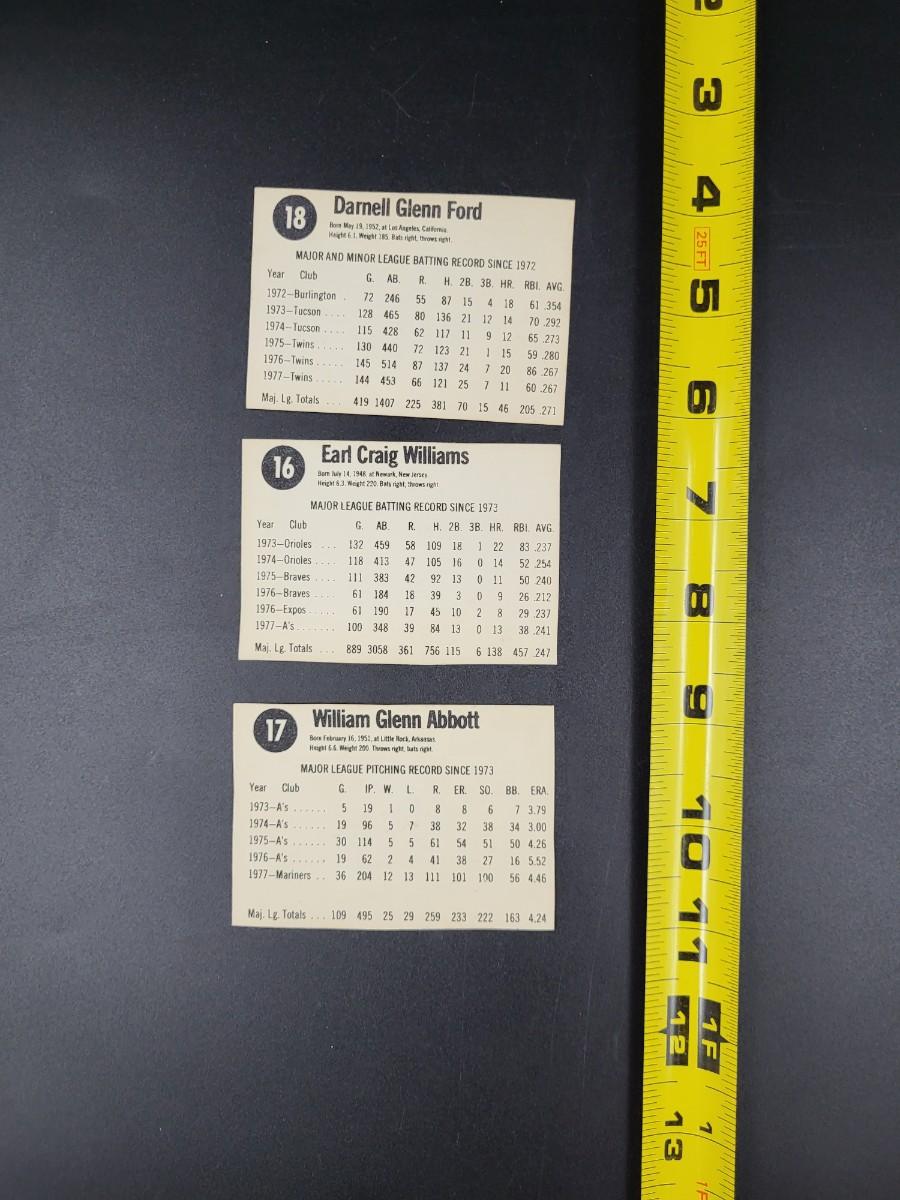 18
Darnell Glenn Ford
Born May 19, 1952, at Los Angeles, California.
Height 6.1. Weight 185. Bats right, throws right.
MAJOR AND MINOR LEAGUE BATTING RECORD SINCE 1972
Year Club G. AB. R. H. 2B. 3B. HR. RBI. AVG.
1972—Burlington . 72 246 55 87 15 4 18 61 .354
1973—Tucson .... 128 465 80 136 21 12 14 70 .292
1974—Tucson .... 115 428 62 117 11 9 12 65 .273
1975—Twins ..... 130 440 72 123 21 1 15 59 .280
1976—Twins ..... 145 514 87 137 24 7 20 86 .267
1977—Twins ..... 144 453 66 121 25 7 11 60 .267
Maj. Lg. Totals ... 419 1407 225 381 70 15 46 205 .271
16
Earl Craig Williams
Born July 14, 1948, at Newark, New Jersey.
Height 6.3. Weight 220. Bats right, throws right.
MAJOR LEAGUE BATTING RECORD SINCE 1973
Year Club G. AB. R. H. 2B. 3B. HR. RBI. AVG.
1973—Orioles .... 132 459 58 109 18 1 22 83 .237
1974—Orioles .... 118 413 47 105 16 0 14 52 .254
1975—Braves .... 111 383 42 92 13 0 11 50 .240
1976—Braves .... 61 184 18 39 3 0 9 26 .212
1976—Expos ..... 61 190 17 45 10 2 8 29 .237
1977—A's ....... 100 348 39 84 13 0 13 38 .241
Maj. Lg. Totals ... 889 3058 361 756 115 6 138 457 .247
17
William Glenn Abbott
Born February 16, 1951, at Little Rock, Arkansas.
Height 6.6. Weight 200. Throws right, bats right.
MAJOR LEAGUE PITCHING RECORD SINCE 1973
Year Club G. IP. W. L. R. ER. SO. BB. ERA.
1973—A's ...... 5 19 1 0 8 8 6 7 3.79
1974—A's ...... 19 96 5 7 38 32 38 34 3.00
1975—A's ...... 30 114 5 5 61 54 51 50 4.26
1976—A's ...... 19 62 2 4 41 38 27 16 5.52
1977—Mariners .. 36 204 12 13 111 101 100 56 4.46
Maj. Lg. Totals ... 109 495 25 29 259 233 222 163 4.24
2
3
4
25 FT
5
6
7
8
9
10
11
12 1F
13 1